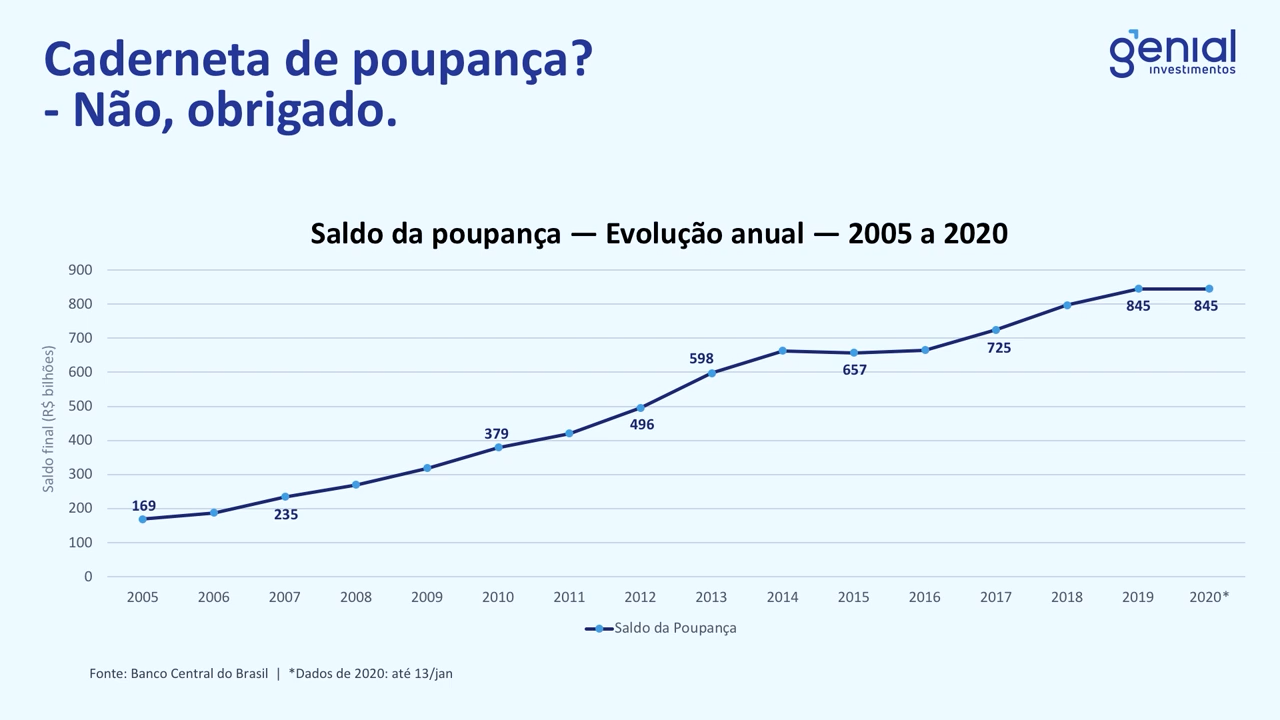 Caderneta de poupança?
- Não, obrigado.
genial
investimentos
Saldo da poupança — Evolução anual — 2005 a 2020
Saldo final (R$ bilhões)
900
800
700
600
500
400
300
200
100
0
169
235
379
496
598
657
725
845
845
2005 2006 2007 2008 2009 2010 2011 2012 2013 2014 2015 2016 2017 2018 2019 2020*
Saldo da Poupança
Fonte: Banco Central do Brasil | *Dados de 2020: até 13/jan